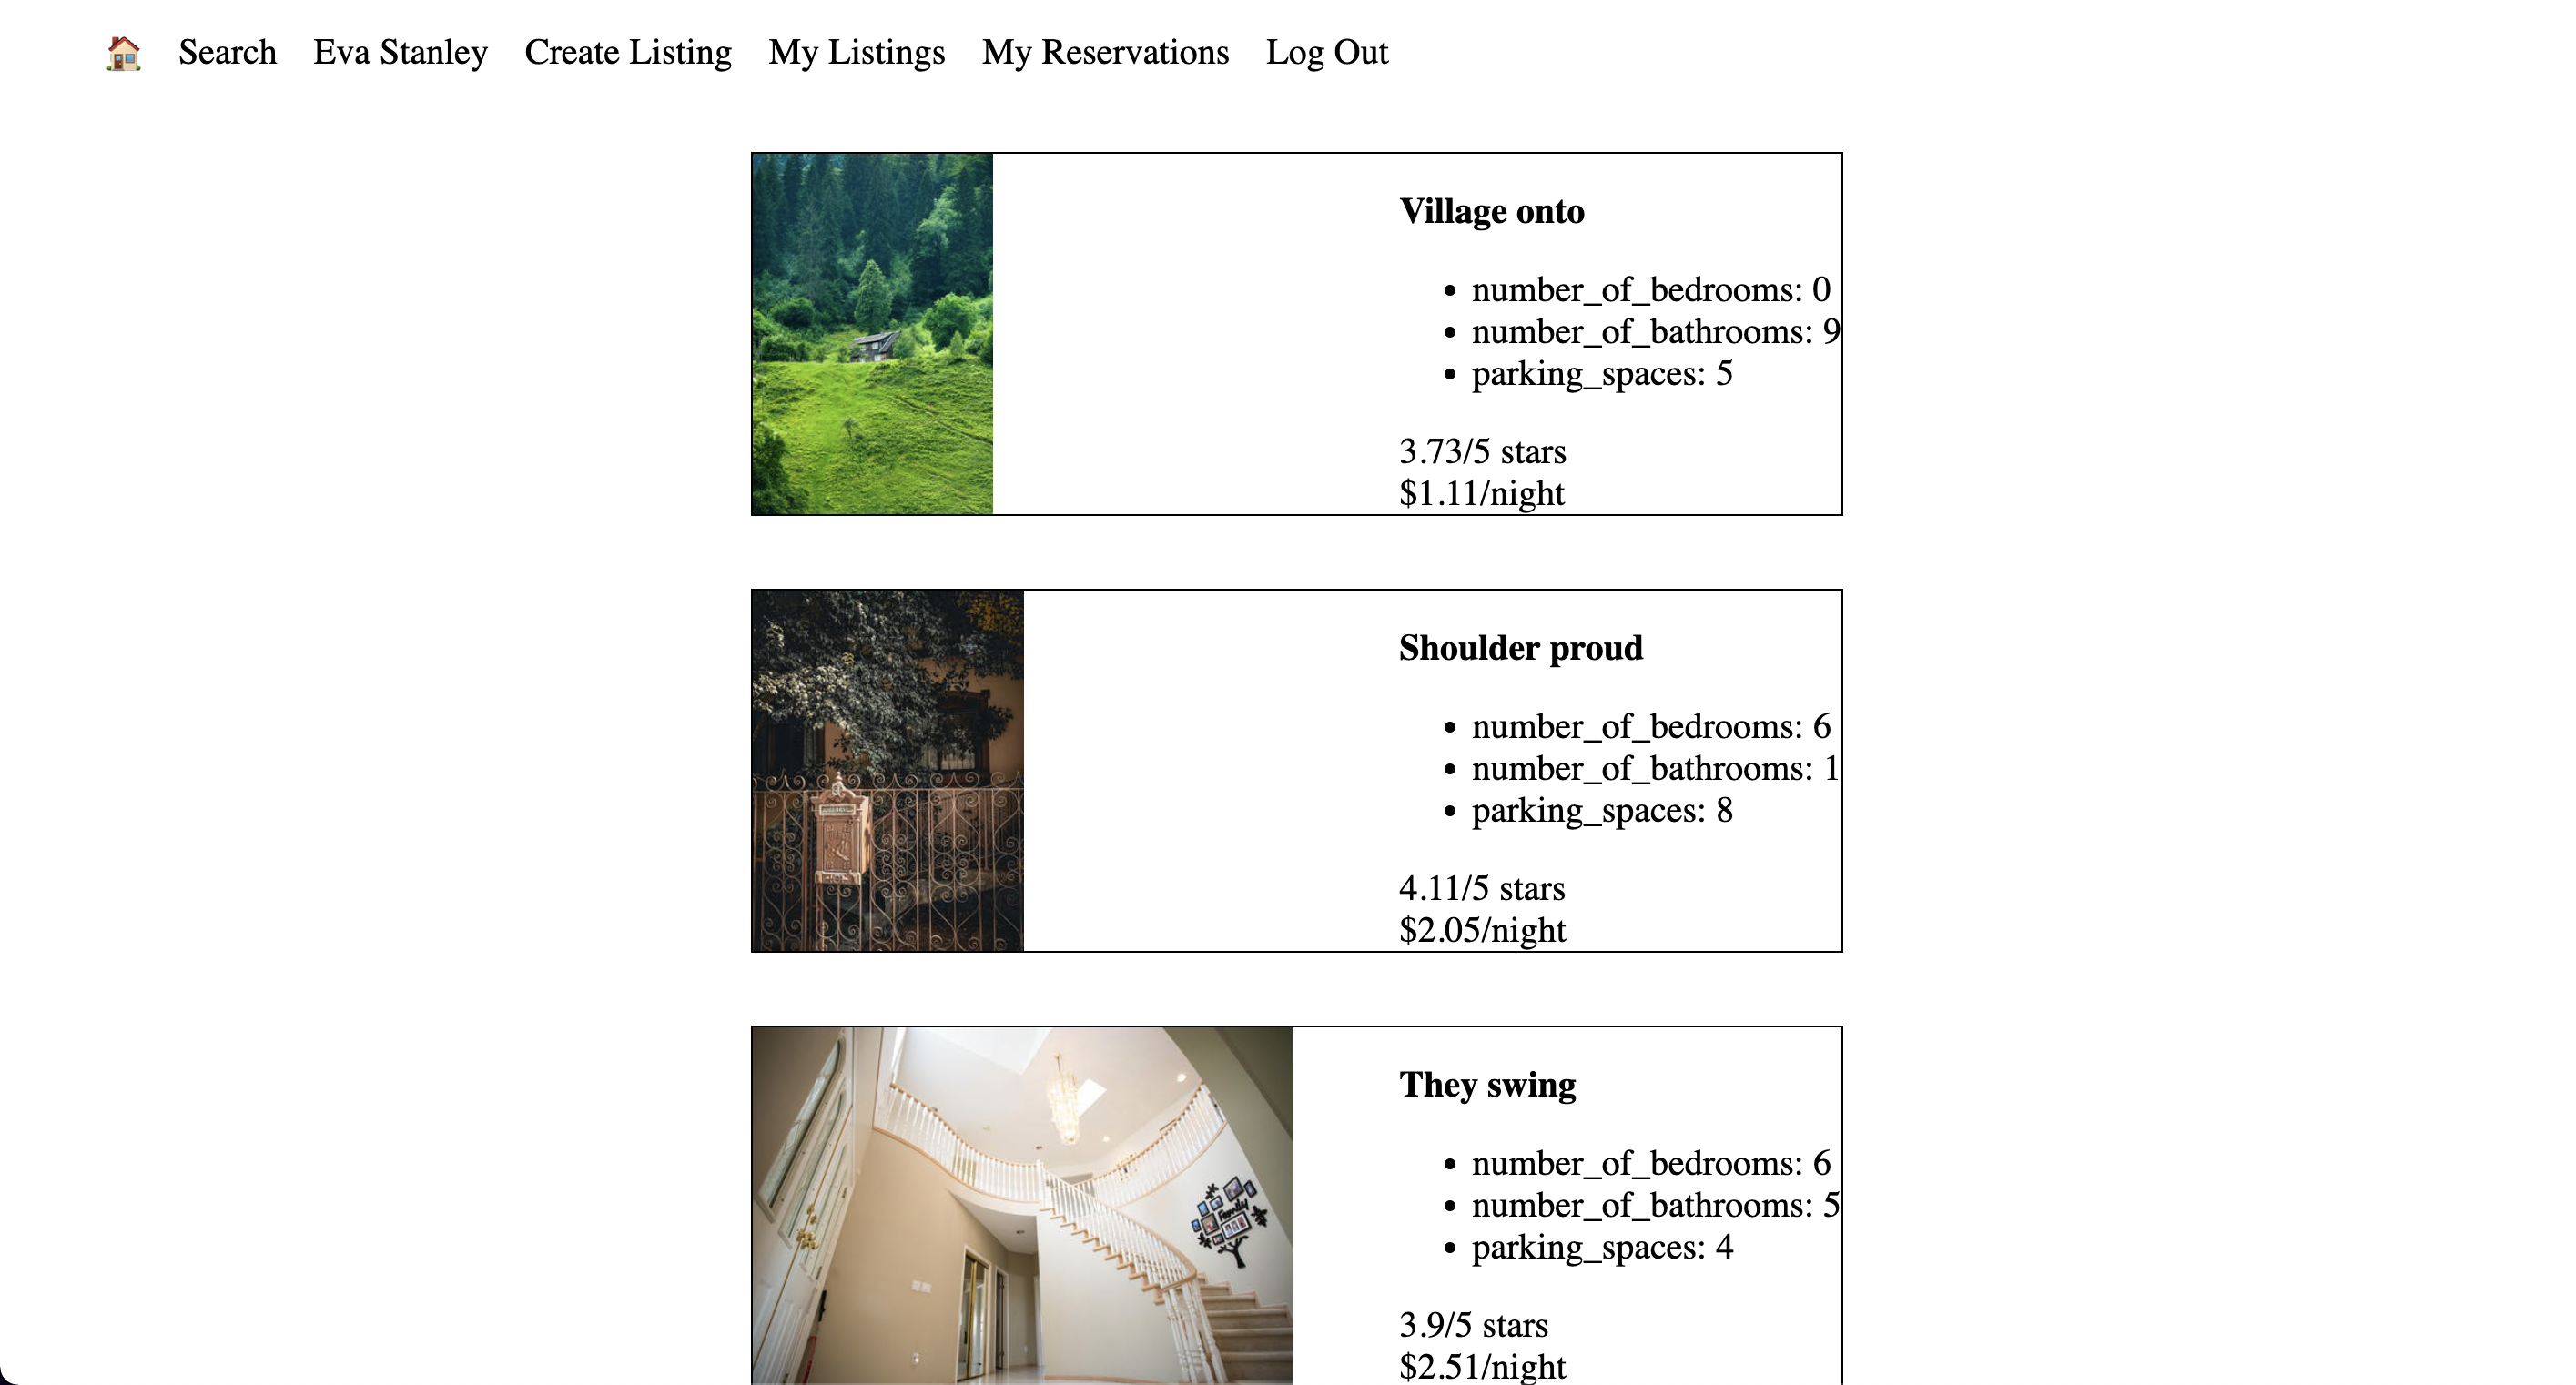 Search Eva Stanley Create Listing My Listings My Reservations Log Out
Village onto
number_of_bedrooms: 0
number_of_bathrooms: 9
parking_spaces: 5
3.73/5 stars
$1.11/night
Shoulder proud
number_of_bedrooms: 6
number_of_bathrooms: 1
parking_spaces: 8
4.11/5 stars
$2.05/night
They swing
Family
number_of_bedrooms: 6
number_of_bathrooms: 5
parking_spaces: 4
3.9/5 stars
$2.51/night